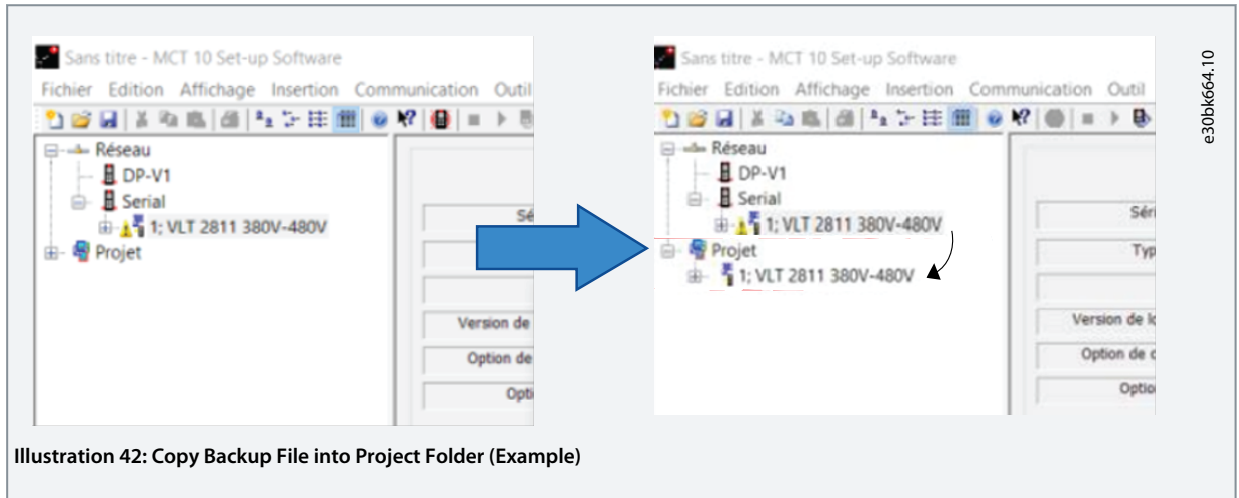 Sans titre - MCT 10 Set-up Software
Fichier Edition Affichage Insertion Communication Outil
Réseau
DP-V1
Serial
1; VLT 2811 380V-480V
Projet
Sé
Version de
Option de
Opti
Sans titre - MCT 10 Set-up Software
Fichier Edition Affichage Insertion Communication Outil
Réseau
DP-V1
Serial
1; VLT 2811 380V-480V
Projet
1; VLT 2811 380V-480V
Séri
Typ
Version de lo
Option de c
Optio
e30bk664.10
Illustration 42: Copy Backup File into Project Folder (Example)